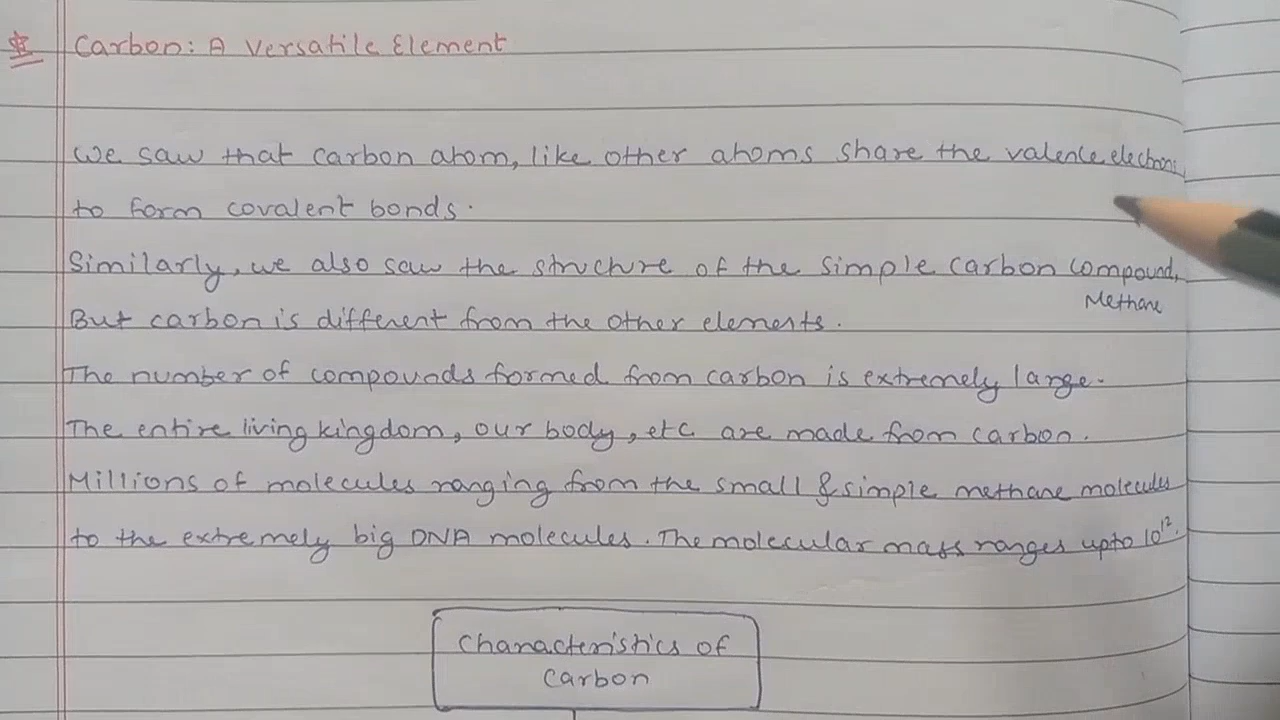 Carbon: A Versatile Element
We saw that carbon atom, like other atoms share the valence electrons
to form covalent bonds.
Similarly, we also saw the structure of the simple carbon compound,
Methane
But carbon is different from the other elements.
The number of compounds formed from carbon is extremely large.
The entire living kingdom, our body, etc are made from carbon.
Millions of molecules ranging from the small & simple methane molecules
to the extremely big DNA molecules. The molecular mass ranges upto 10¹².
Characteristics of
Carbon